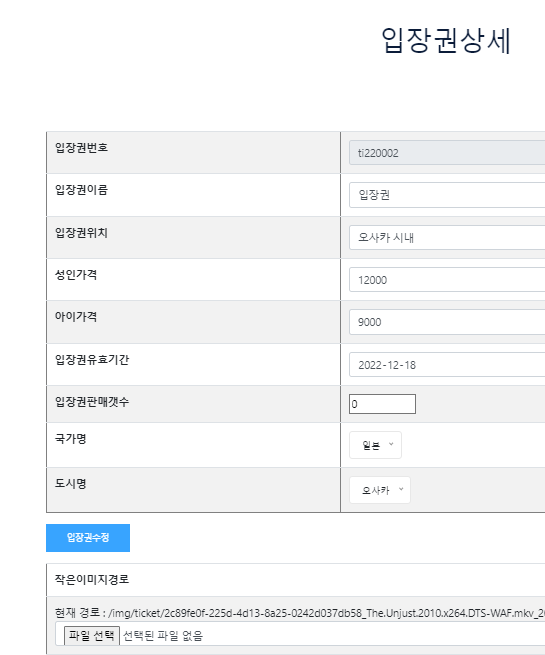 입장권상세
입장권번호 ti220002
입장권이름 입장권
입장권위치 오사카 시내
성인가격 12000
아이가격 9000
입장권유효기간 2022-12-18
입장권판매갯수 0
국가명 일본
도시명 오사카
입장권수정
작은이미지경로
현재 경로 : /img/ticket/2c89fe0f-225d-4d13-8a25-0242d037db58_The.Unjust.2010.x264.DTS-WAF.mkv_20
파일 선택 선택된 파일 없음